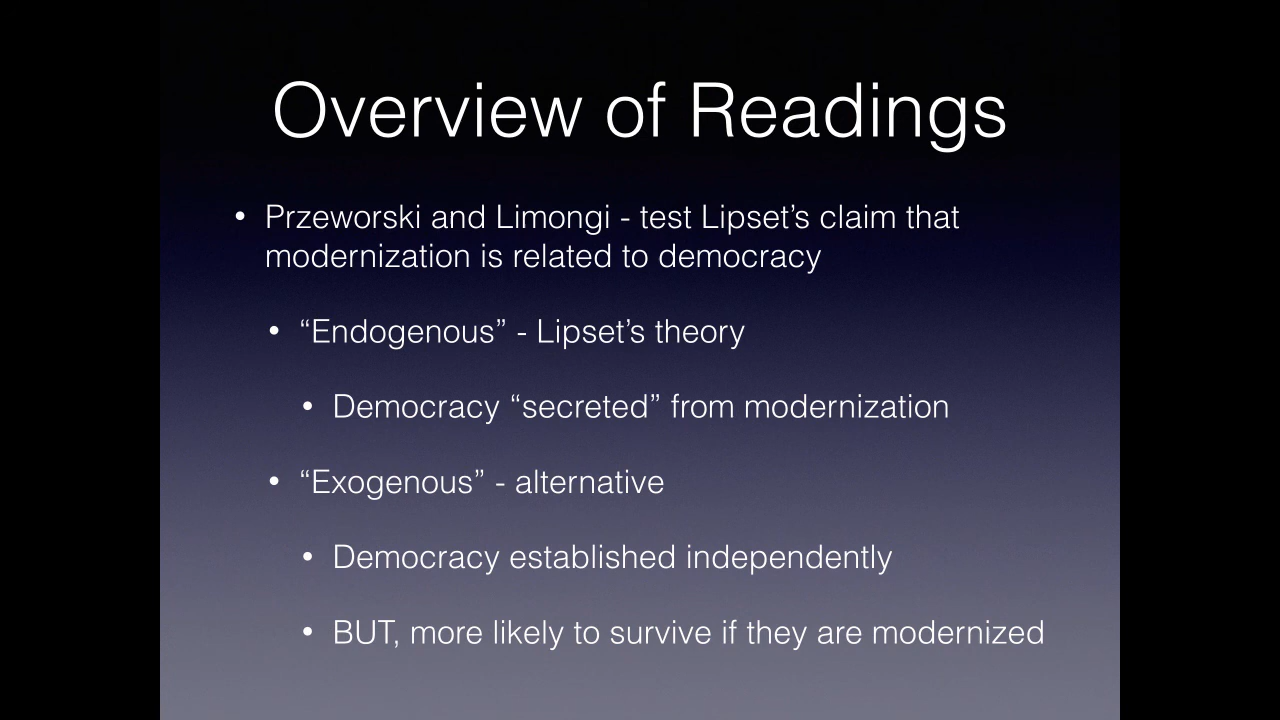 Overview of Readings
• Przeworski and Limongi - test Lipset’s claim that
modernization is related to democracy
• “Endogenous” - Lipset’s theory
• Democracy “secreted” from modernization
• “Exogenous” - alternative
• Democracy established independently
• BUT, more likely to survive if they are modernized